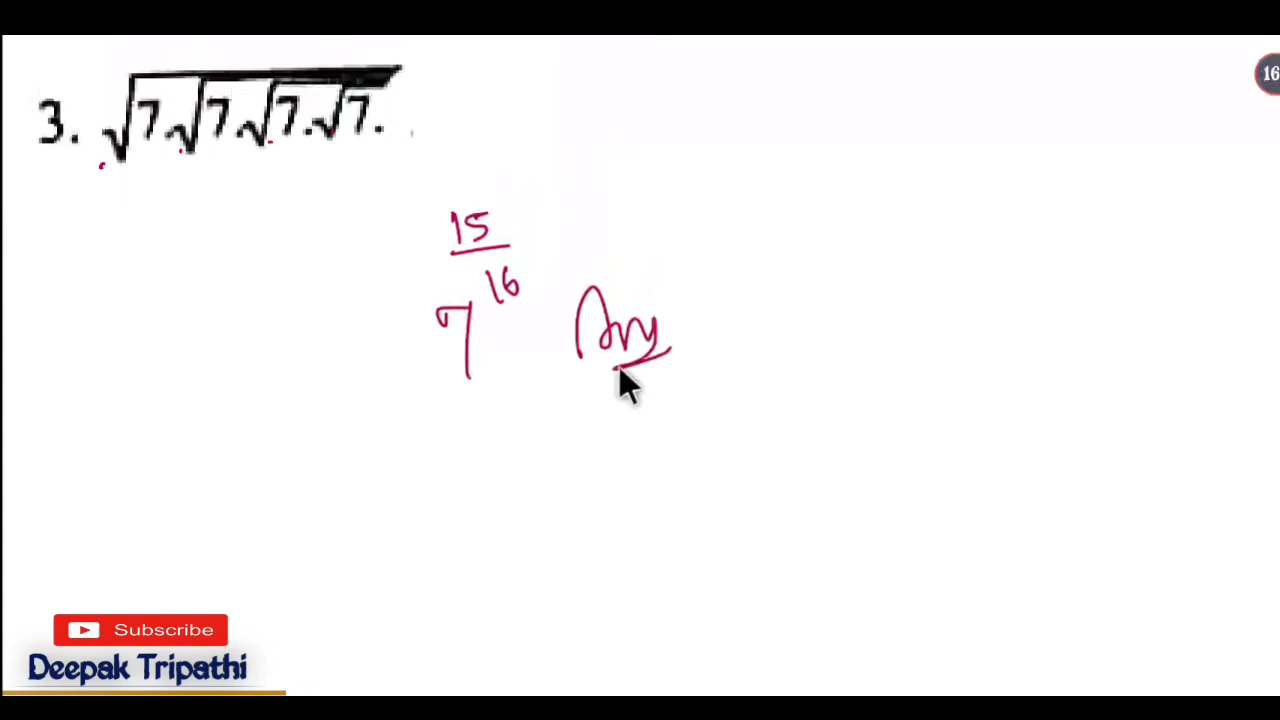 16
3. √7.√7.√7.√7.
15
16
7 Ans
Subscribe
Deepak Tripathi